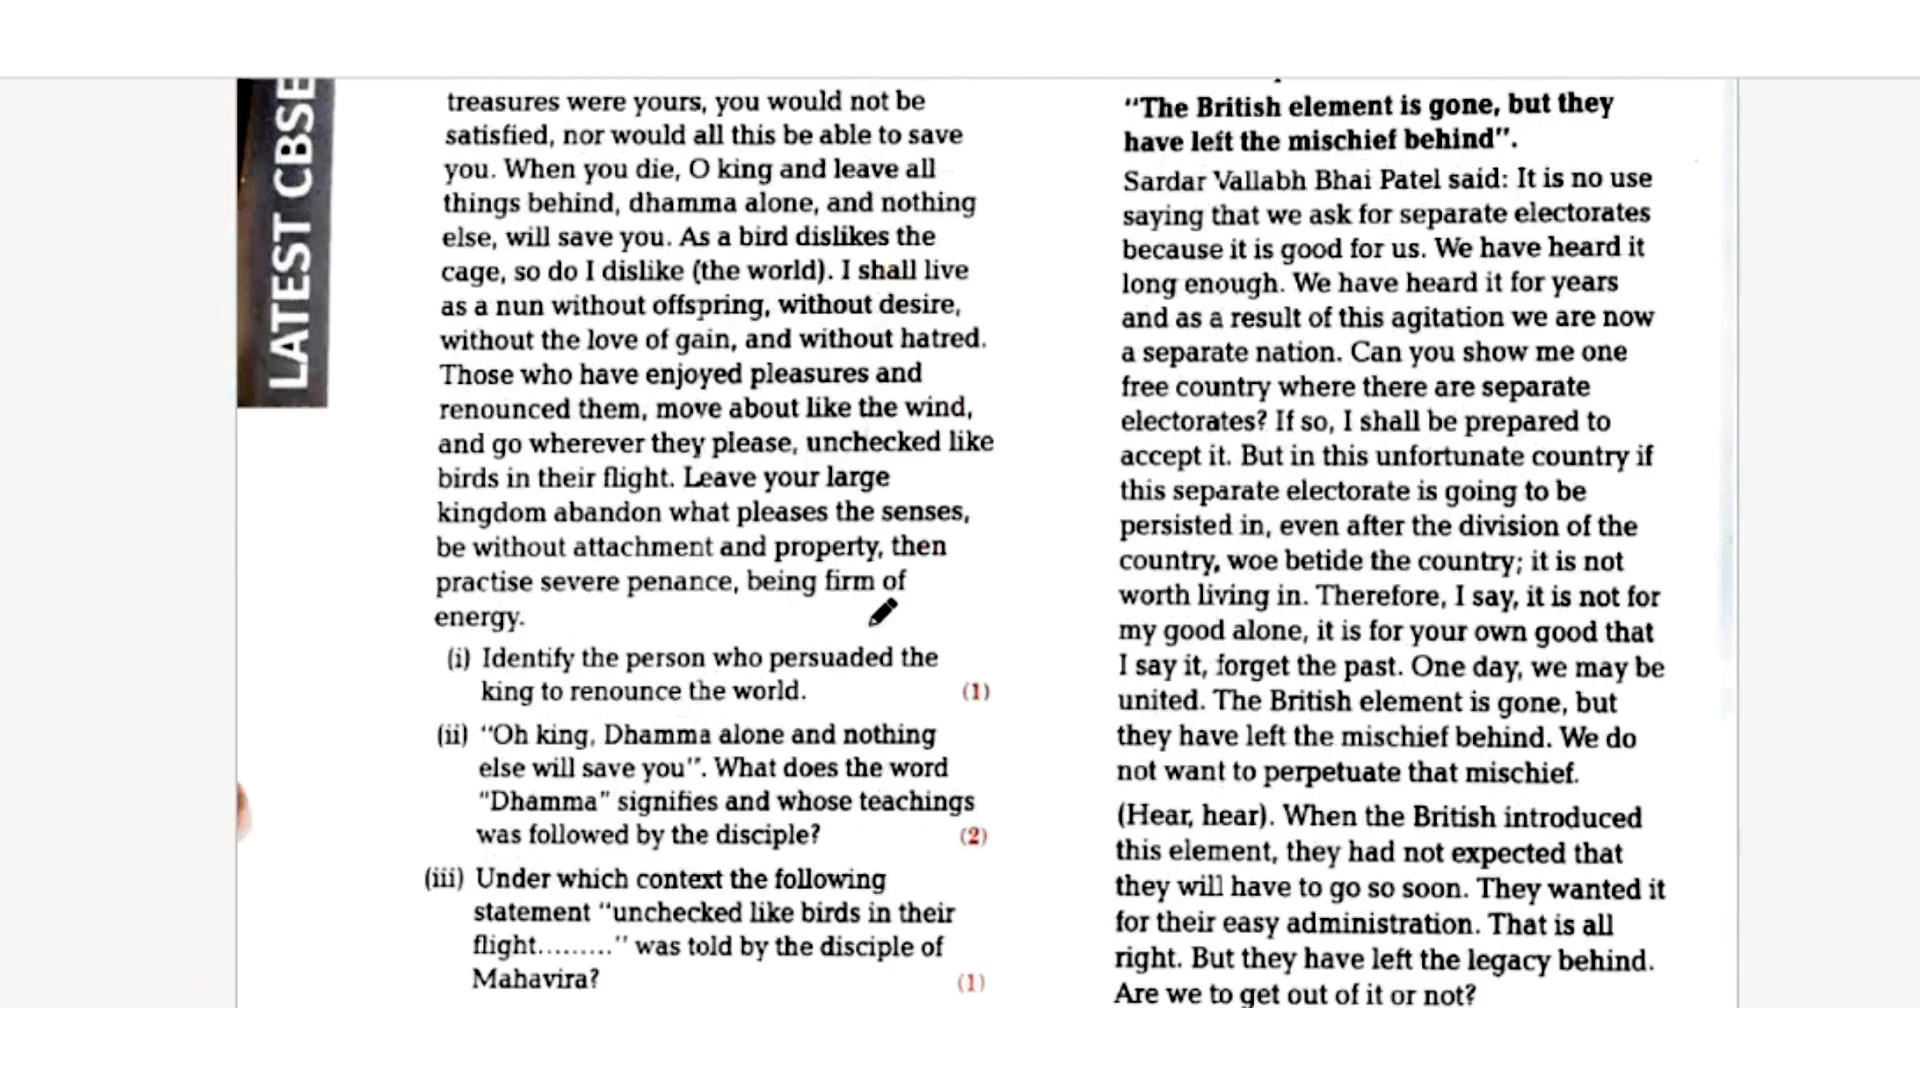 LATEST CBSE
treasures were yours, you would not be
satisfied, nor would all this be able to save
you. When you die, O king and leave all
things behind, dhamma alone, and nothing
else, will save you. As a bird dislikes the
cage, so do I dislike (the world). I shall live
as a nun without offspring, without desire,
without the love of gain, and without hatred.
Those who have enjoyed pleasures and
renounced them, move about like the wind,
and go wherever they please, unchecked like
birds in their flight. Leave your large
kingdom abandon what pleases the senses,
be without attachment and property, then
practise severe penance, being firm of
energy.
(i) Identify the person who persuaded the
king to renounce the world. (1)
(ii) "Oh king, Dhamma alone and nothing
else will save you". What does the word
"Dhamma" signifies and whose teachings
was followed by the disciple? (2)
(iii) Under which context the following
statement "unchecked like birds in their
flight........." was told by the disciple of
Mahavira? (1)
"The British element is gone, but they
have left the mischief behind".
Sardar Vallabh Bhai Patel said: It is no use
saying that we ask for separate electorates
because it is good for us. We have heard it
long enough. We have heard it for years
and as a result of this agitation we are now
a separate nation. Can you show me one
free country where there are separate
electorates? If so, I shall be prepared to
accept it. But in this unfortunate country if
this separate electorate is going to be
persisted in, even after the division of the
country, woe betide the country; it is not
worth living in. Therefore, I say, it is not for
my good alone, it is for your own good that
I say it, forget the past. One day, we may be
united. The British element is gone, but
they have left the mischief behind. We do
not want to perpetuate that mischief.
(Hear, hear). When the British introduced
this element, they had not expected that
they will have to go so soon. They wanted it
for their easy administration. That is all
right. But they have left the legacy behind.
Are we to get out of it or not?